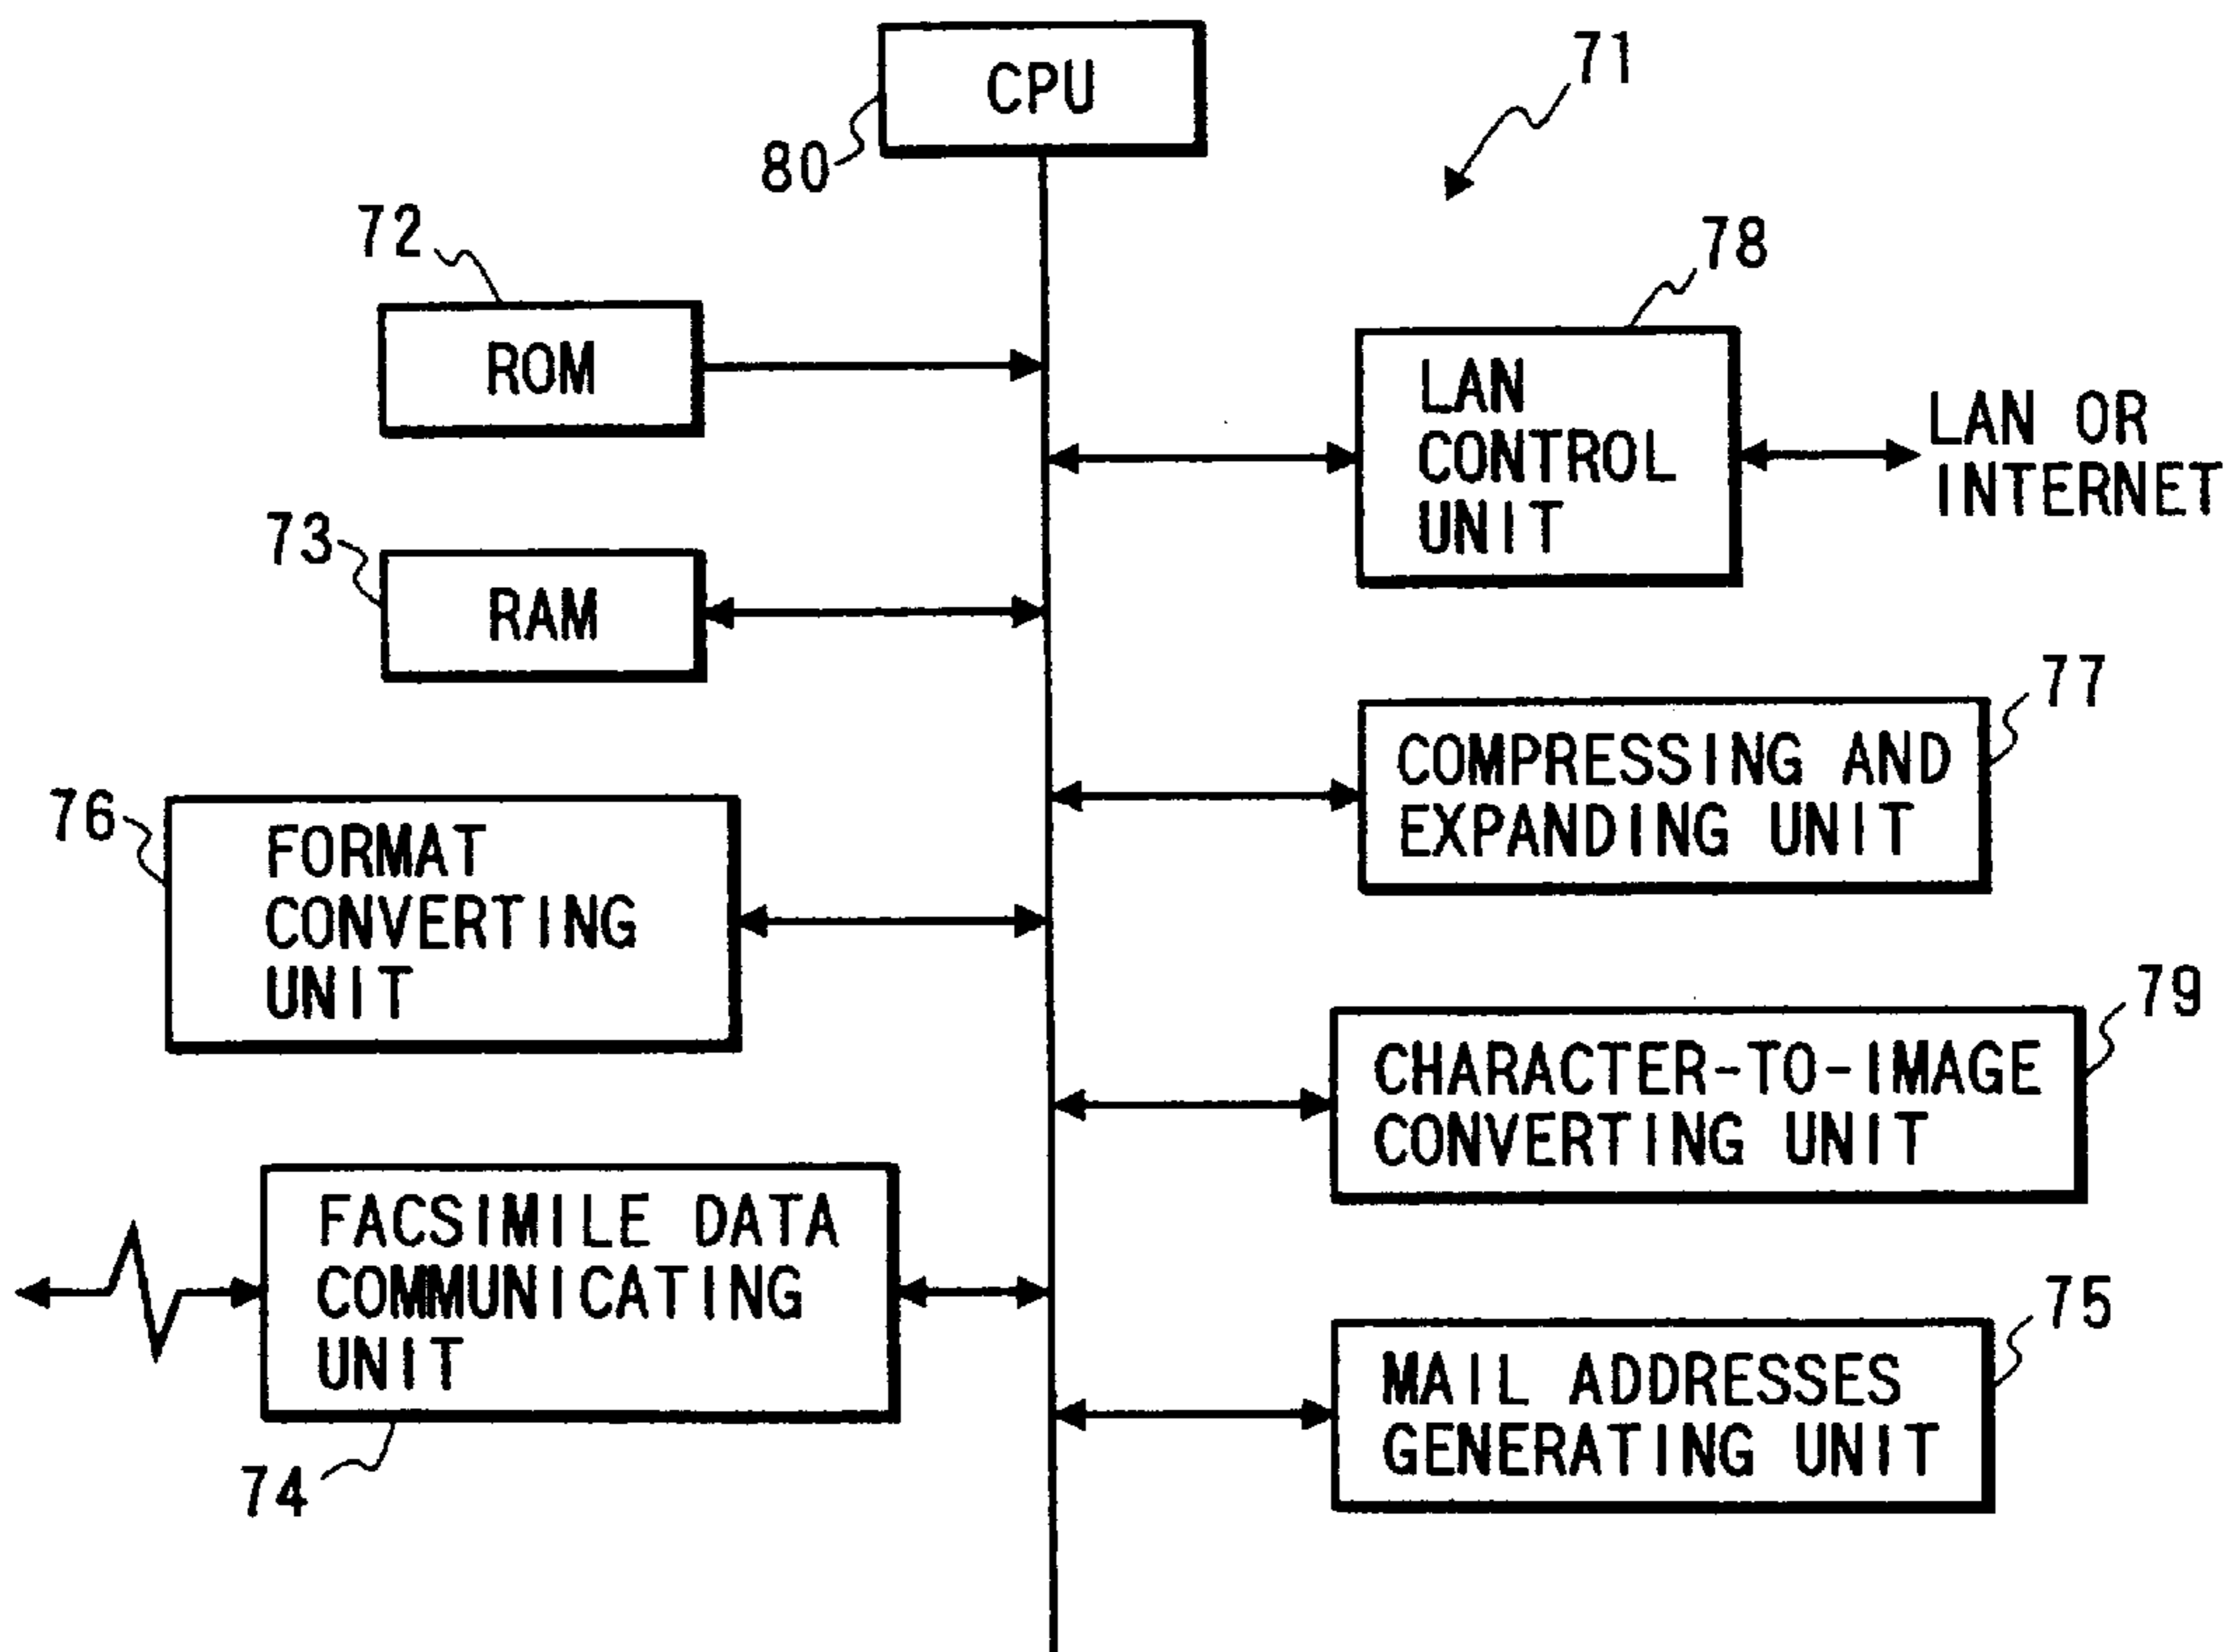 CPU
71
80
72
78
ROM
LAN
CONTROL
UNIT
LAN OR
INTERNET
73
RAM
77
COMPRESSING AND
EXPANDING UNIT
76
FORMAT
CONVERTING
UNIT
79
CHARACTER-TO-IMAGE
CONVERTING UNIT
FACSIMILE DATA
COMMUNICATING
UNIT
74
75
MAIL ADDRESSES
GENERATING UNIT